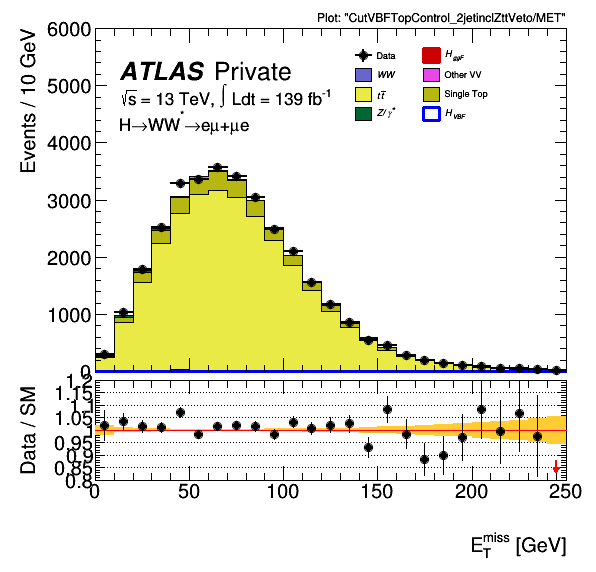 Plot: "CutVBFTopControl_2jetinclZttVeto/MET"
Events / 10 GeV
6000
5000
4000
3000
2000
1000
0
ATLAS Private
√s = 13 TeV, ∫ Ldt = 139 fb⁻¹
H→WW*→eμ+μe
Data
WW
tt̄
Z/γ*
H_ggF
Other VV
Single Top
H_VBF
Data / SM
1.2
1.15
1.1
1.05
1
0.95
0.9
0.85
0.8
0 50 100 150 200 250
E_T^miss [GeV]